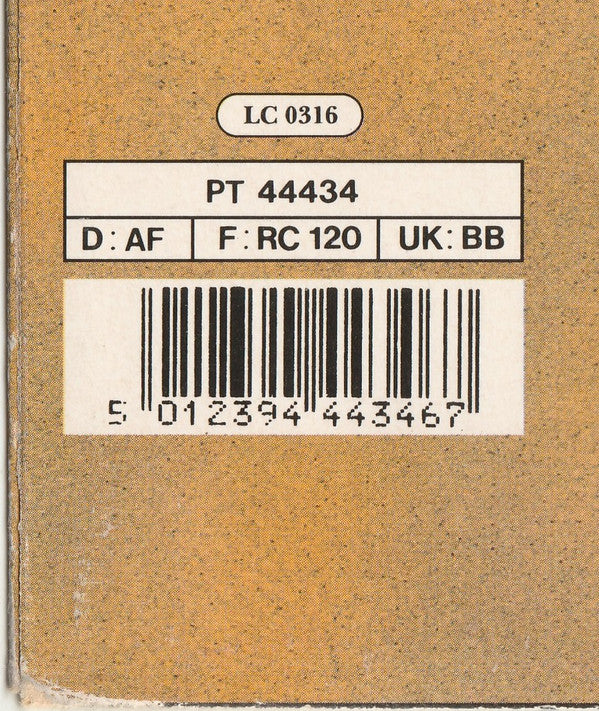 LC 0316
PT 44434
D: AF F: RC 120 UK: BB
5 012394 443467